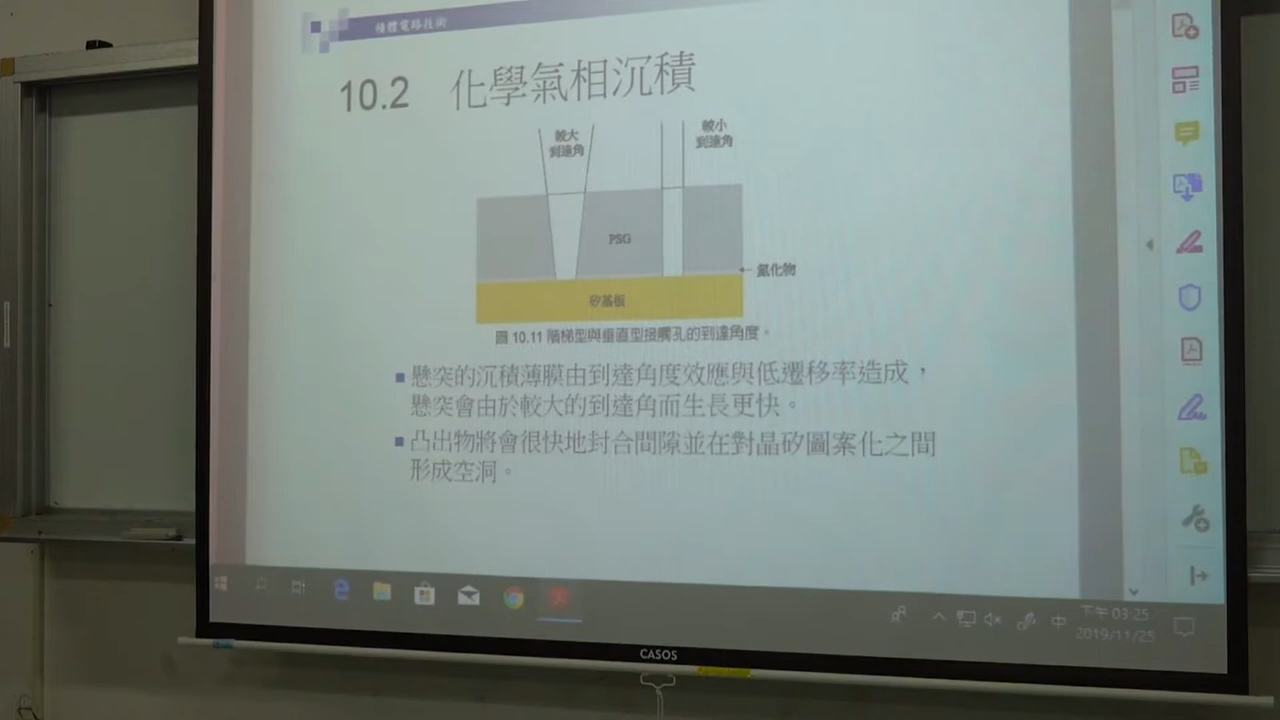 積體電路技術
10.2 化學氣相沉積
較大
到達角
較小
到達角
PSG
氮化物
矽基板
圖 10.11 階梯型與垂直型接觸孔的到達角度。
懸突的沉積薄膜由到達角度效應與低遷移率造成，
懸突會由於較大的到達角而生長更快。
凸出物將會很快地封合間隙並在對晶矽圖案化之間
形成空洞。
中
下午 03:25
2019/11/25
CASOS